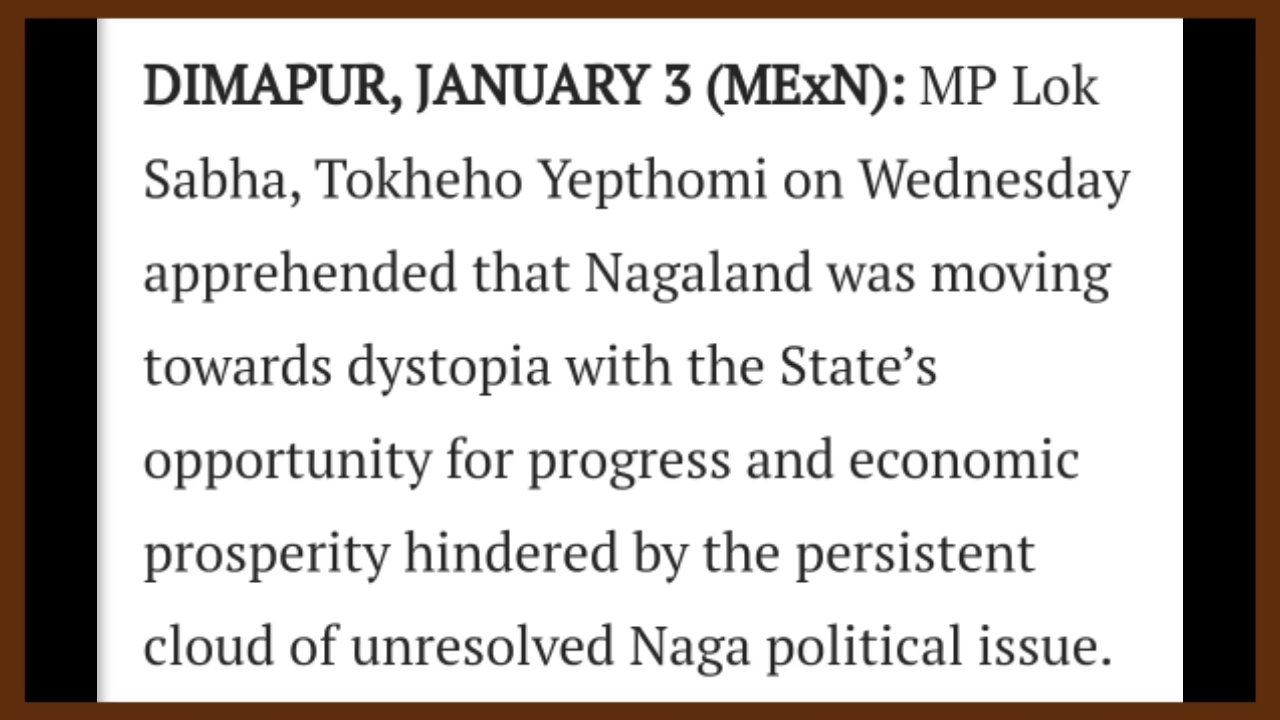 DIMAPUR, JANUARY 3 (MExN): MP Lok
Sabha, Tokheho Yepthomi on Wednesday
apprehended that Nagaland was moving
towards dystopia with the State’s
opportunity for progress and economic
prosperity hindered by the persistent
cloud of unresolved Naga political issue.